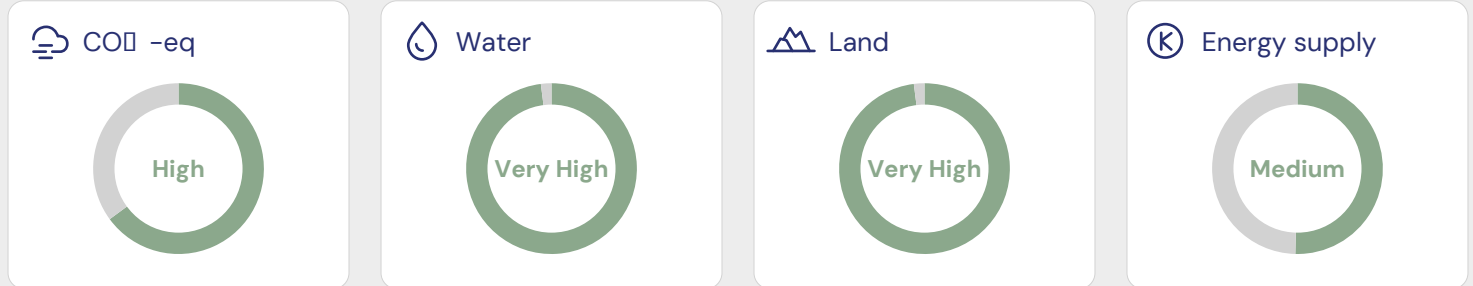 CO▯ -eq
Water
Land
Energy supply
High
Very High
Very High
Medium